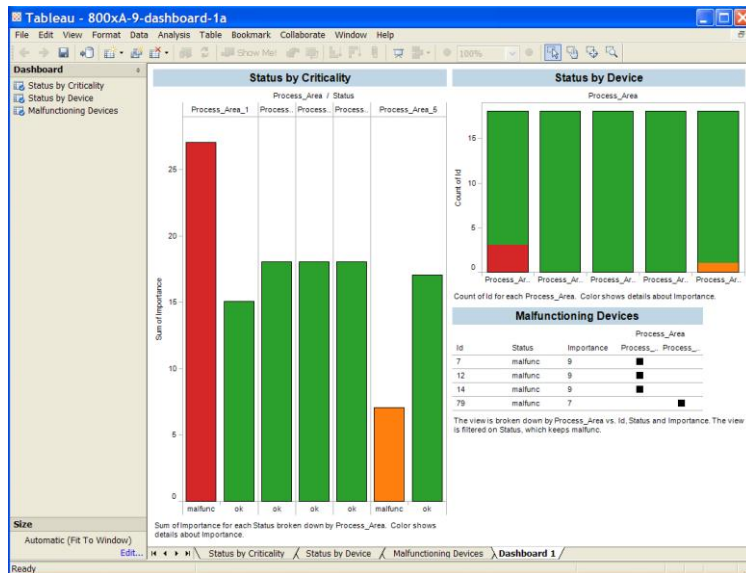 Tableau - 800xA-9-dashboard-1a
File Edit View Format Data Analysis Table Bookmark Collaborate Window Help
Show Me! 100%
Dashboard
Status by Criticality
Status by Device
Malfunctioning Devices
Size
Automatic (Fit To Window)
Edit...
Status by Criticality
Process_Area / Status
Process_Area_1 Process.. Process.. Process.. Process_Area_5
Sum of Importance
25
20
15
10
5
0
malfunc ok ok ok ok malfunc ok
Sum of Importance for each Status broken down by Process_Area. Color shows
details about Importance.
Status by Device
Process_Area
Count of Id
15
10
5
0
Process_Ar.. Process_Ar.. Process_Ar.. Process_Ar.. Process_Ar..
Count of Id for each Process_Area. Color shows details about Importance.
Malfunctioning Devices
Process_Area
Id Status Importance Process_.. Process_..
7 malfunc 9
12 malfunc 9
14 malfunc 9
79 malfunc 7
The view is broken down by Process_Area vs. Id, Status and Importance. The view
is filtered on Status, which keeps malfunc.
Status by Criticality Status by Device Malfunctioning Devices Dashboard 1
Ready